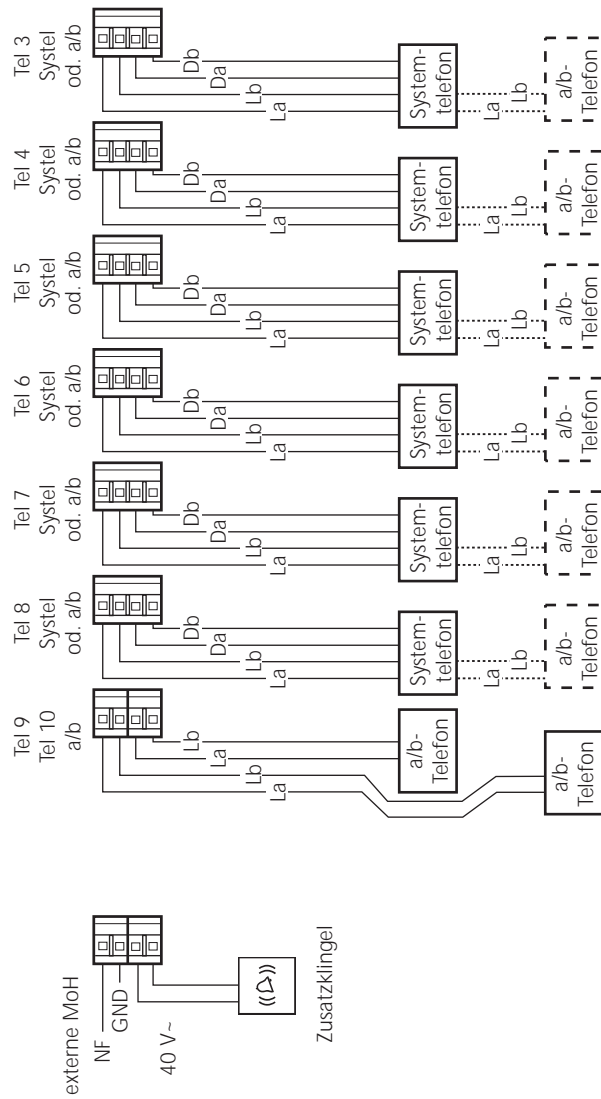 externe MoH
NF
GND
40 V~
Zusatzklingel
Tel 9
Tel 10
a/b
La
Lb
La
Lb
a/b-
Telefon
a/b-
Telefon
Tel 8
Systel
od. a/b
La
Lb
Da
Db
System-
telefon
La
Lb
a/b-
Telefon
Tel 7
Systel
od. a/b
La
Lb
Da
Db
System-
telefon
La
Lb
a/b-
Telefon
Tel 6
Systel
od. a/b
La
Lb
Da
Db
System-
telefon
La
Lb
a/b-
Telefon
Tel 5
Systel
od. a/b
La
Lb
Da
Db
System-
telefon
La
Lb
a/b-
Telefon
Tel 4
Systel
od. a/b
La
Lb
Da
Db
System-
telefon
La
Lb
a/b-
Telefon
Tel 3
Systel
od. a/b
La
Lb
Da
Db
System-
telefon
La
Lb
a/b-
Telefon